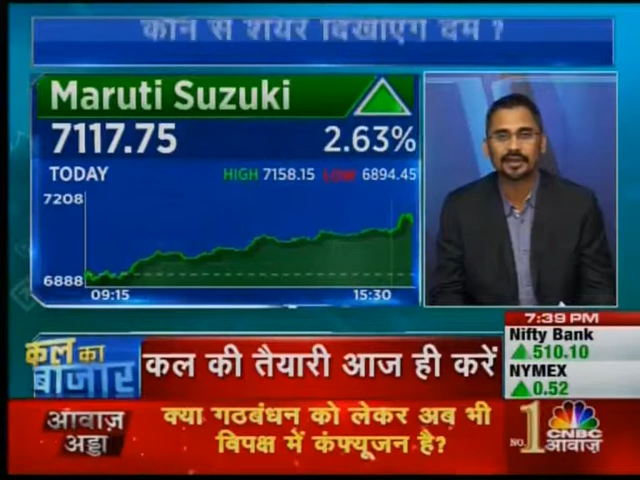 कौन से शेयर दिखाएंगे दम ?
Maruti Suzuki
7117.75 2.63%
TODAY HIGH 7158.15 LOW 6894.45
7208
6888
09:15 15:30
7:39 PM
Nifty Bank
510.10
NYMEX
0.52
कल का
बाजार
कल की तैयारी आज ही करें
आवाज़
अड्डा
क्या गठबंधन को लेकर अब भी
विपक्ष में कंफ्यूजन है?
NO. 1 CNBC
आवाज़